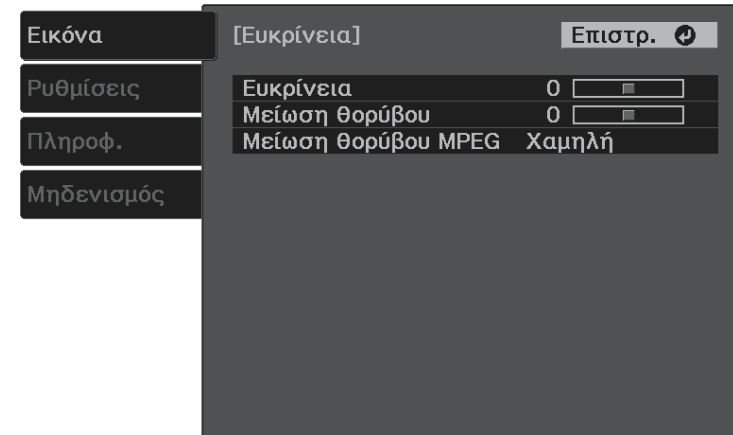 Εικόνα
Ρυθμίσεις
Πληροφ.
Μηδενισμός
[Ευκρίνεια] Επιστρ.
Ευκρίνεια 0
Μείωση θορύβου 0
Μείωση θορύβου MPEG Χαμηλή